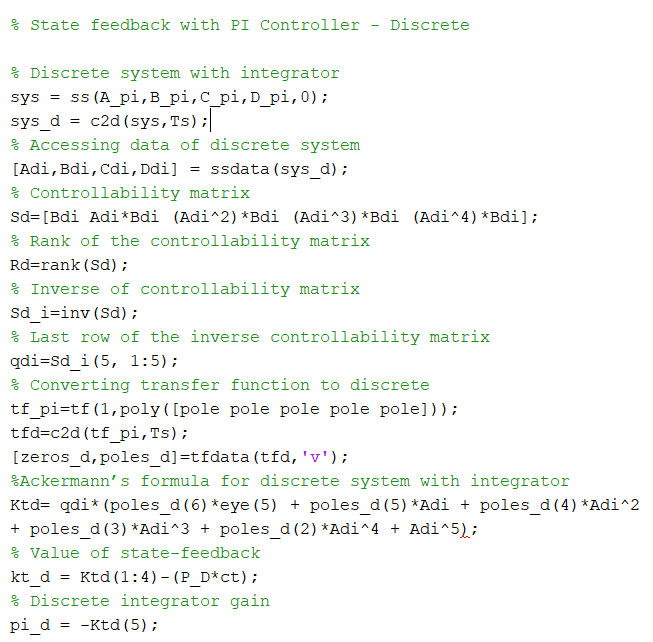 % State feedback with PI Controller - Discrete
% Discrete system with integrator
sys = ss(A_pi,B_pi,C_pi,D_pi,0);
sys_d = c2d(sys,Ts);
% Accessing data of discrete system
[Adi,Bdi,Cdi,Ddi] = ssdata(sys_d);
% Controllability matrix
Sd=[Bdi Adi*Bdi (Adi^2)*Bdi (Adi^3)*Bdi (Adi^4)*Bdi];
% Rank of the controllability matrix
Rd=rank(Sd);
% Inverse of controllability matrix
Sd_i=inv(Sd);
% Last row of the inverse controllability matrix
qdi=Sd_i(5, 1:5);
% Converting transfer function to discrete
tf_pi=tf(1,poly([pole pole pole pole pole]));
tfd=c2d(tf_pi,Ts);
[zeros_d,poles_d]=tfdata(tfd,'v');
%Ackermann’s formula for discrete system with integrator
Ktd= qdi*(poles_d(6)*eye(5) + poles_d(5)*Adi + poles_d(4)*Adi^2
+ poles_d(3)*Adi^3 + poles_d(2)*Adi^4 + Adi^5);
% Value of state-feedback
kt_d = Ktd(1:4)-(P_D*ct);
% Discrete integrator gain
pi_d = -Ktd(5);